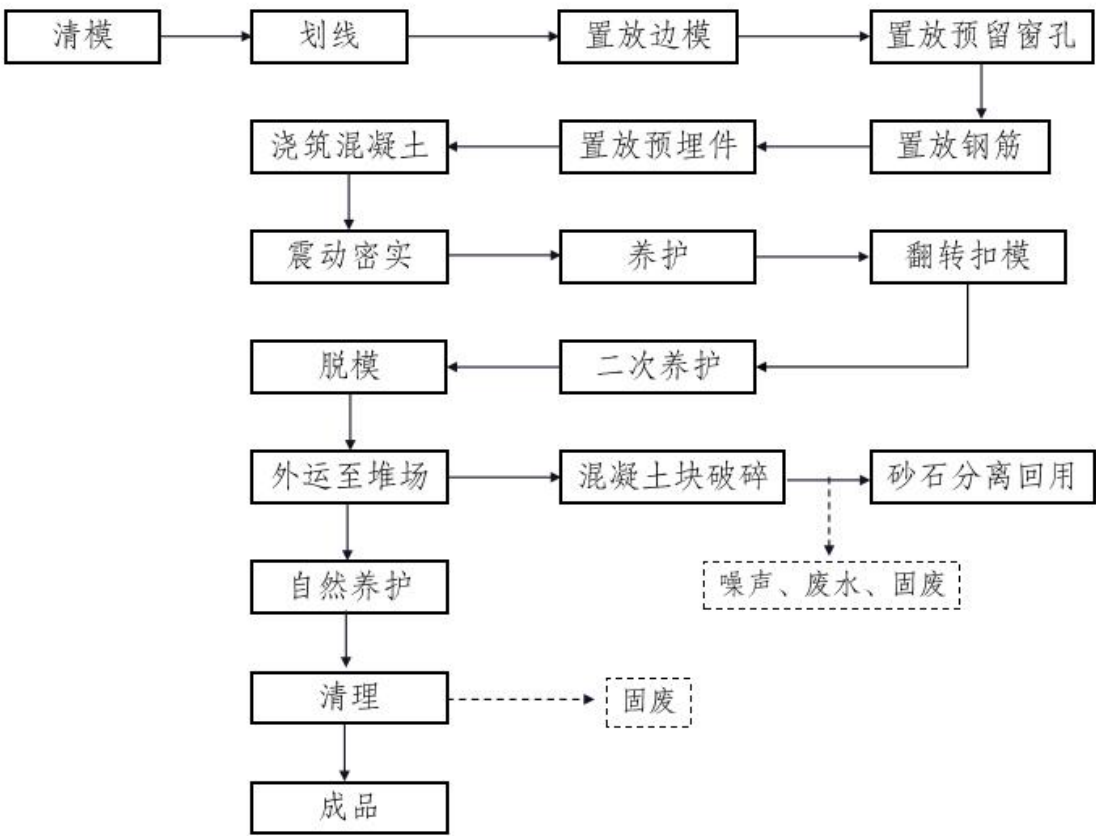 清模
划线
置放边模
置放预留窗孔
浇筑混凝土
置放预埋件
置放钢筋
震动密实
养护
翻转扣模
脱模
二次养护
外运至堆场
混凝土块破碎
砂石分离回用
自然养护
噪声、废水、固废
清理
固废
成品